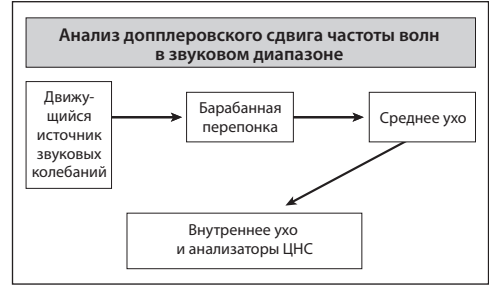 Анализ допплеровского сдвига частоты волн
в звуковом диапазоне
Движу-
щийся
источник
звуковых
колебаний
Барабанная
перепонка
Среднее ухо
Внутреннее ухо
и анализаторы ЦНС